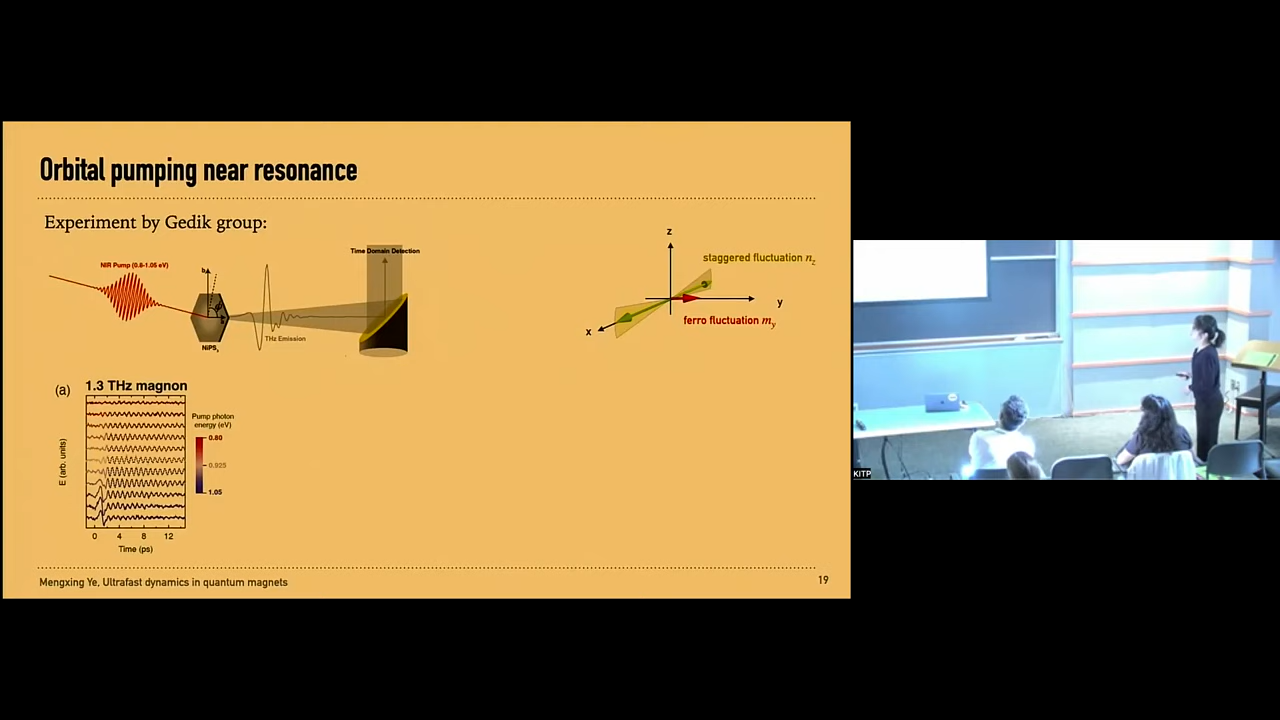 Orbital pumping near resonance
Experiment by Gedik group:
NIR Pump (0.8-1.05 eV)
Time Domain Detection
b
THz Emission
NiPS3
z
staggered fluctuation nz
y
ferro fluctuation my
x
(a)
1.3 THz magnon
Pump photon
energy (eV)
0.80
0.925
1.05
E (arb. units)
0 4 8 12
Time (ps)
Mengxing Ye, Ultrafast dynamics in quantum magnets
19
KITP